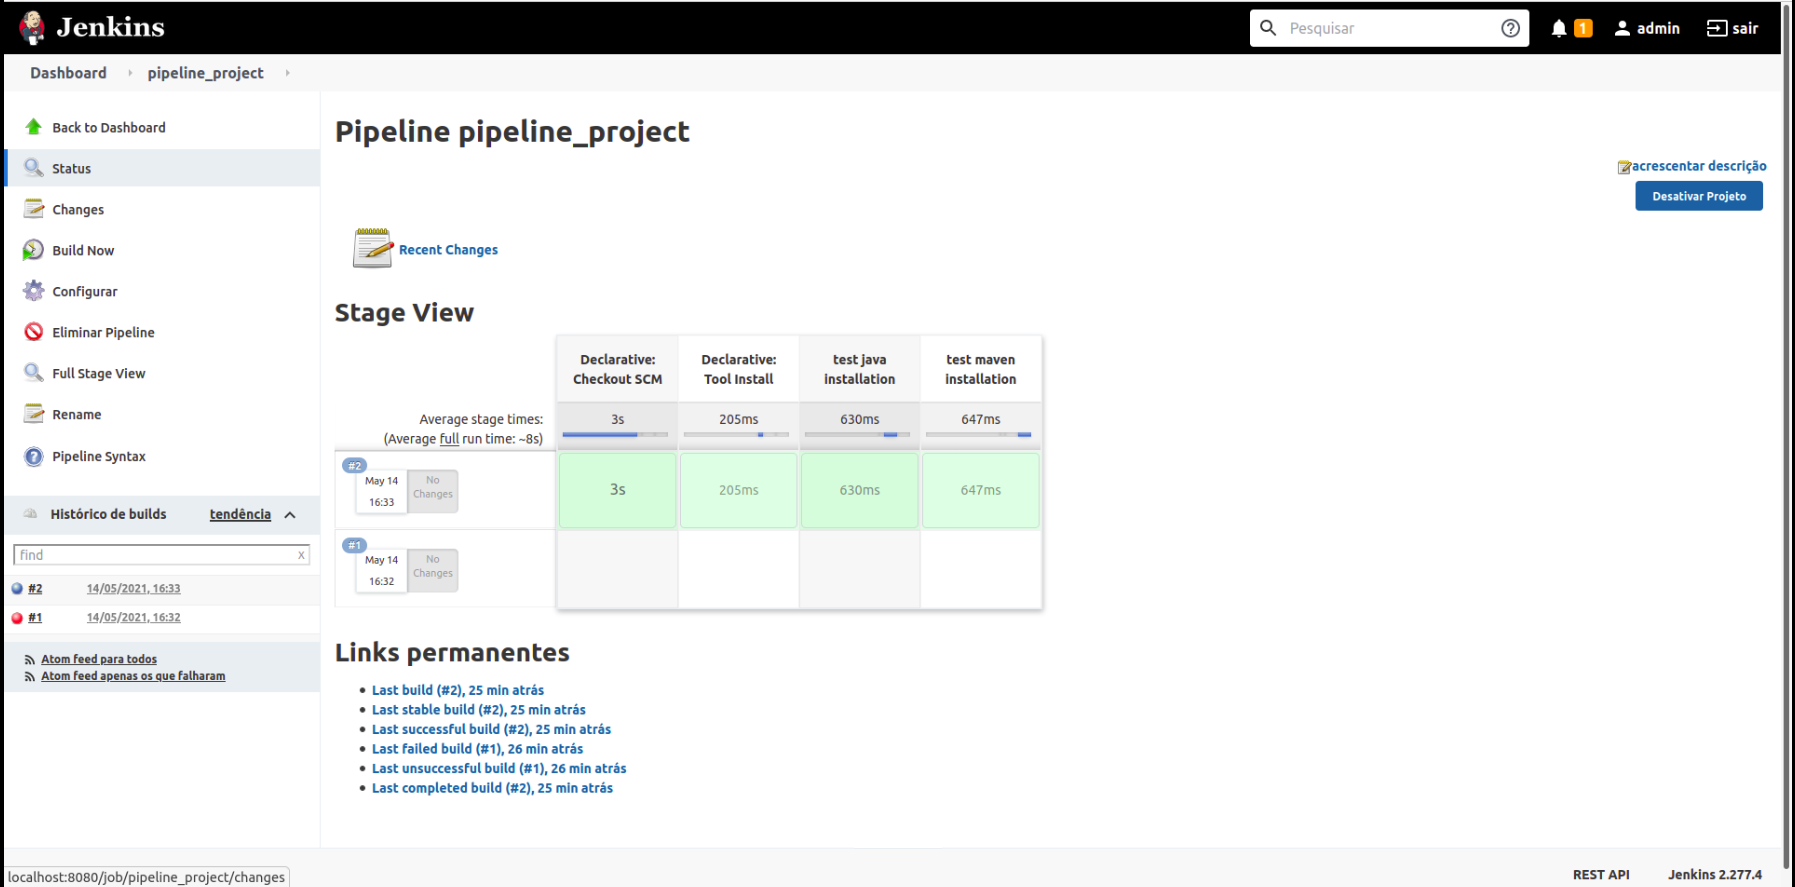 Jenkins
Pesquisar
1
admin
sair
Dashboard
pipeline_project
Back to Dashboard
Status
Changes
Build Now
Configurar
Eliminar Pipeline
Full Stage View
Rename
Pipeline Syntax
Histórico de builds
tendência
find
x
#2 14/05/2021, 16:33
#1 14/05/2021, 16:32
Atom feed para todos
Atom feed apenas os que falharam
Pipeline pipeline_project
acrescentar descrição
Desativar Projeto
Recent Changes
Stage View
Declarative:
Checkout SCM
Declarative:
Tool Install
test java
installation
test maven
installation
Average stage times:
(Average full run time: ~8s)
3s
205ms
630ms
647ms
#2
May 14
16:33
No
Changes
3s
205ms
630ms
647ms
#1
May 14
16:32
No
Changes
Links permanentes
Last build (#2), 25 min atrás
Last stable build (#2), 25 min atrás
Last successful build (#2), 25 min atrás
Last failed build (#1), 26 min atrás
Last unsuccessful build (#1), 26 min atrás
Last completed build (#2), 25 min atrás
localhost:8080/job/pipeline_project/changes
REST API
Jenkins 2.277.4